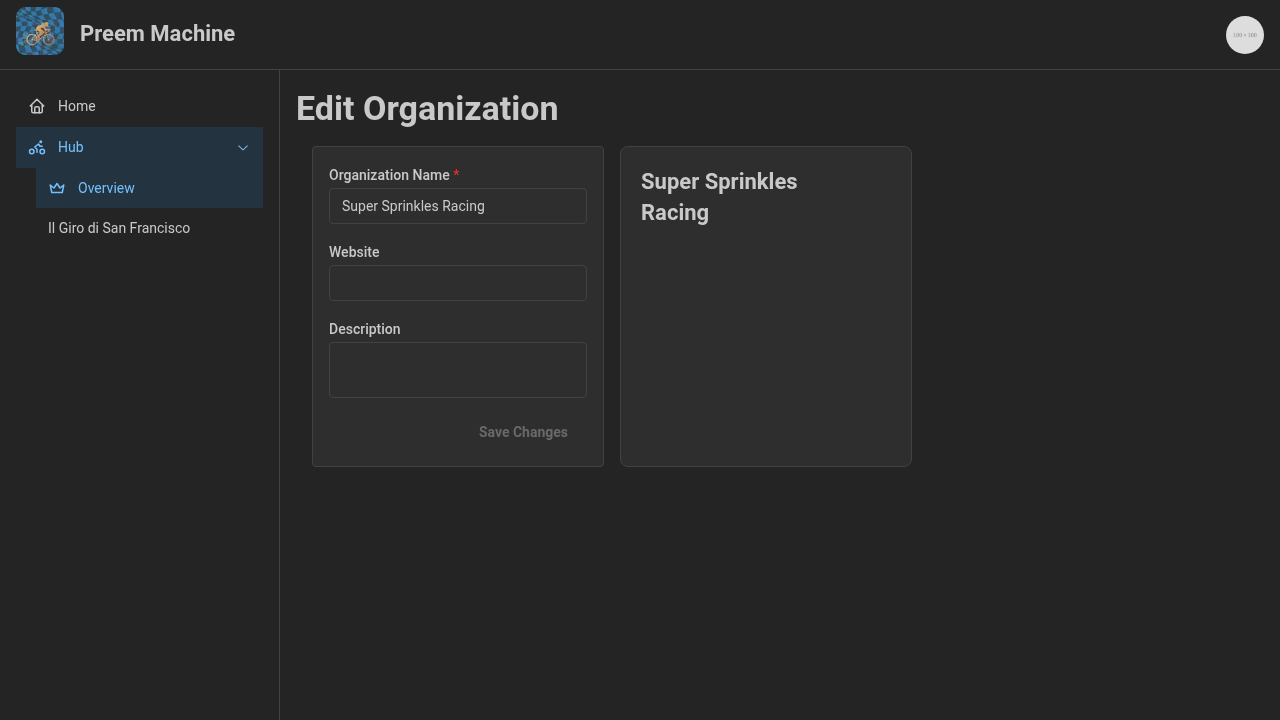 Preem Machine
100 × 100
Home
Hub
Overview
Il Giro di San Francisco
Edit Organization
Organization Name *
Super Sprinkles Racing
Website
Description
Save Changes
Super Sprinkles
Racing